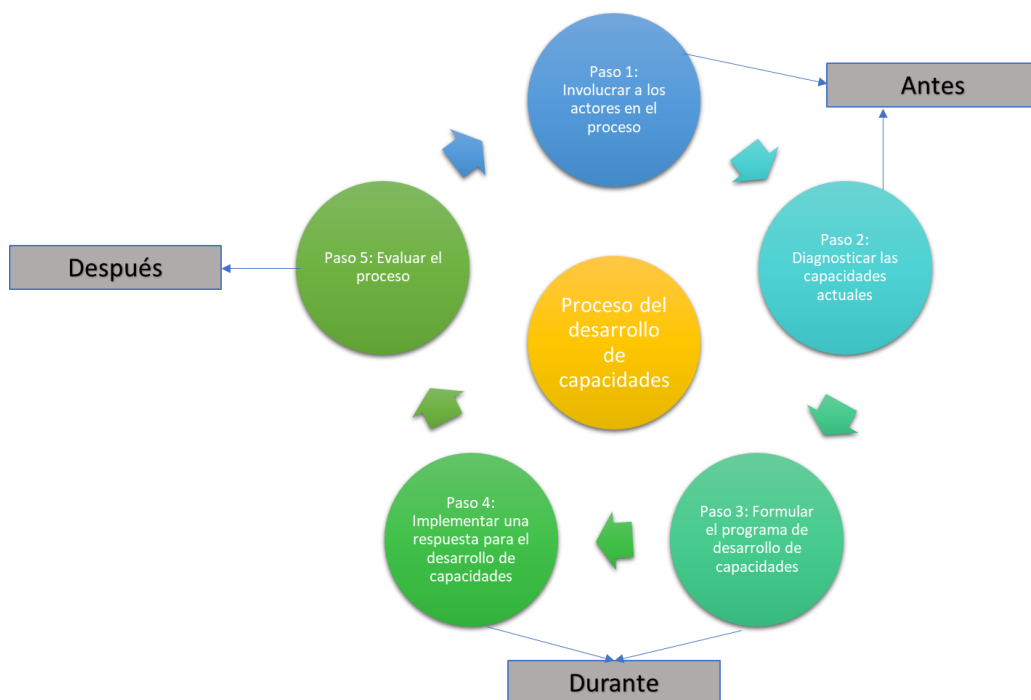 Paso 1:
Involucrar a los
actores en el
proceso
Antes
Paso 2:
Diagnosticar las
capacidades
actuales
Paso 5: Evaluar el
proceso
Después
Proceso del
desarrollo
de
capacidades
Paso 4:
Implementar una
respuesta para el
desarrollo de
capacidades
Paso 3: Formular
el programa de
desarrollo de
capacidades
Durante